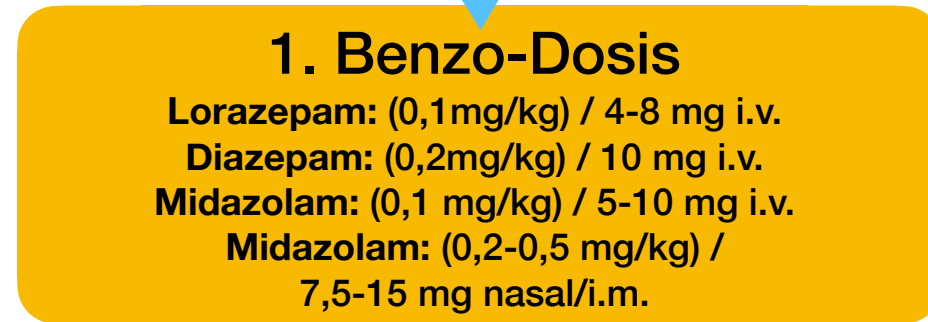 1. Benzo-Dosis
Lorazepam: (0,1mg/kg) / 4-8 mg i.v.
Diazepam: (0,2mg/kg) / 10 mg i.v.
Midazolam: (0,1 mg/kg) / 5-10 mg i.v.
Midazolam: (0,2-0,5 mg/kg) /
7,5-15 mg nasal/i.m.